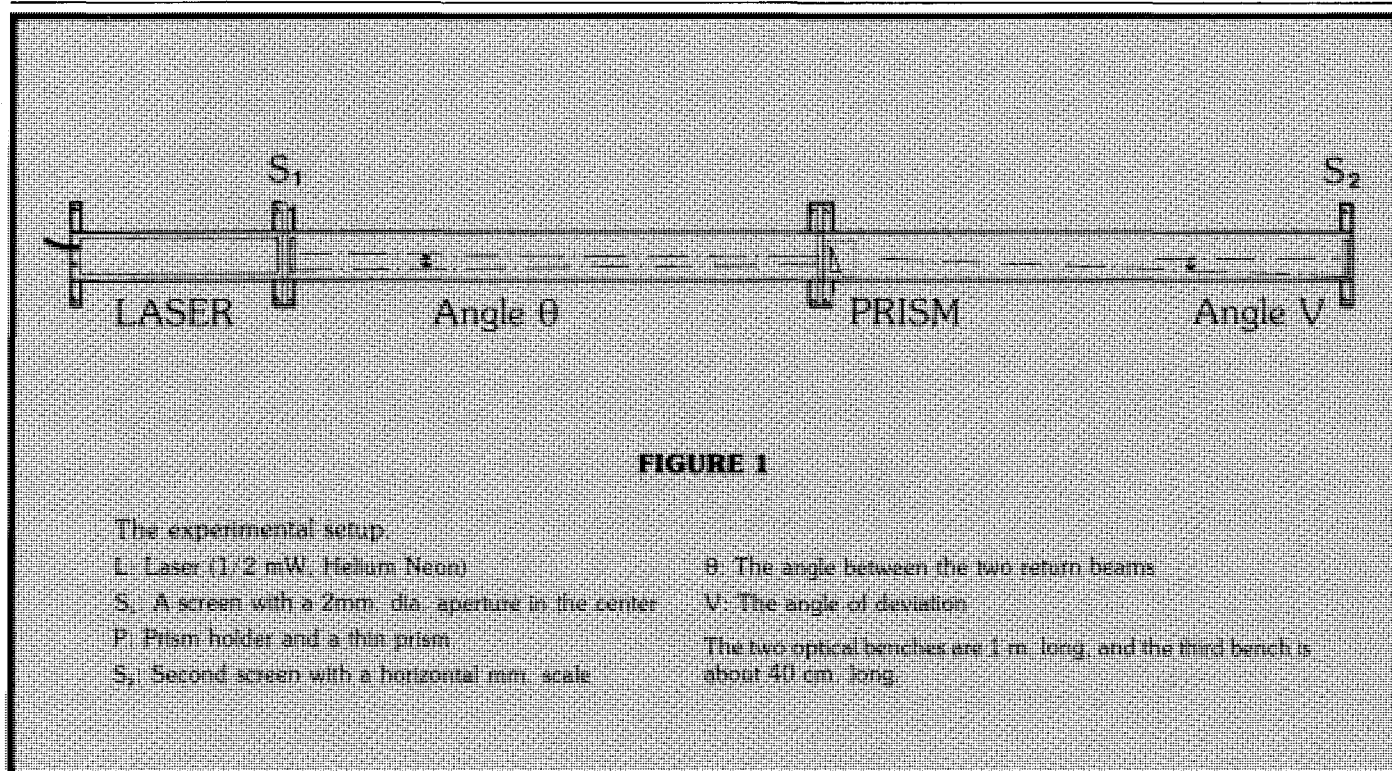 S₁
S₂
LASER
Angle θ
PRISM
Angle V
FIGURE 1
The experimental setup.
L: Laser (1/2 mW. Helium Neon)
S₁: A screen with a 2mm. dia. aperture in the center
P: Prism holder and a thin prism
S₂: Second screen with a horizontal mm. scale
θ: The angle between the two return beams
V: The angle of deviation
The two optical benches are 1 m. long, and the third bench is
about 40 cm. long.